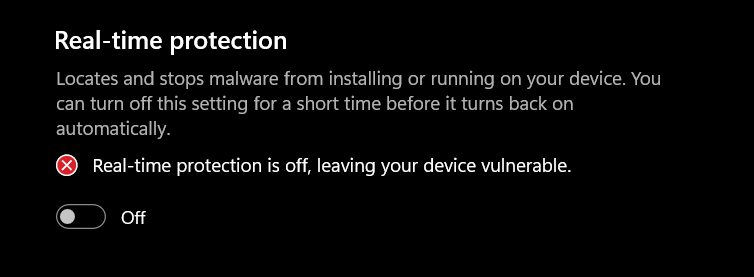 Real-time protection
Locates and stops malware from installing or running on your device. You
can turn off this setting for a short time before it turns back on
automatically.
Real-time protection is off, leaving your device vulnerable.
Off